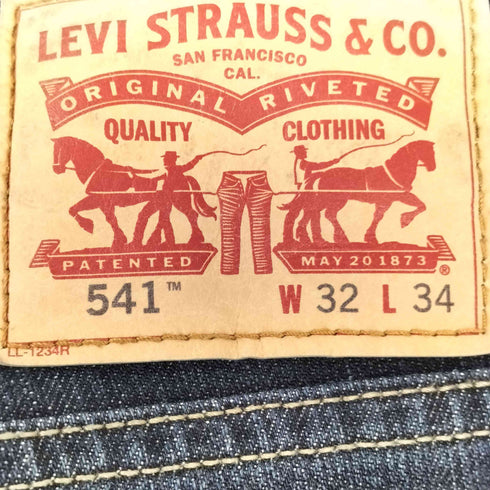 LEVI STRAUSS & CO.
SAN FRANCISCO
CAL.
ORIGINAL RIVETED
QUALITY CLOTHING
PATENTED MAY 20 1873 ®
541™ W 32 L 34
LL-1234R